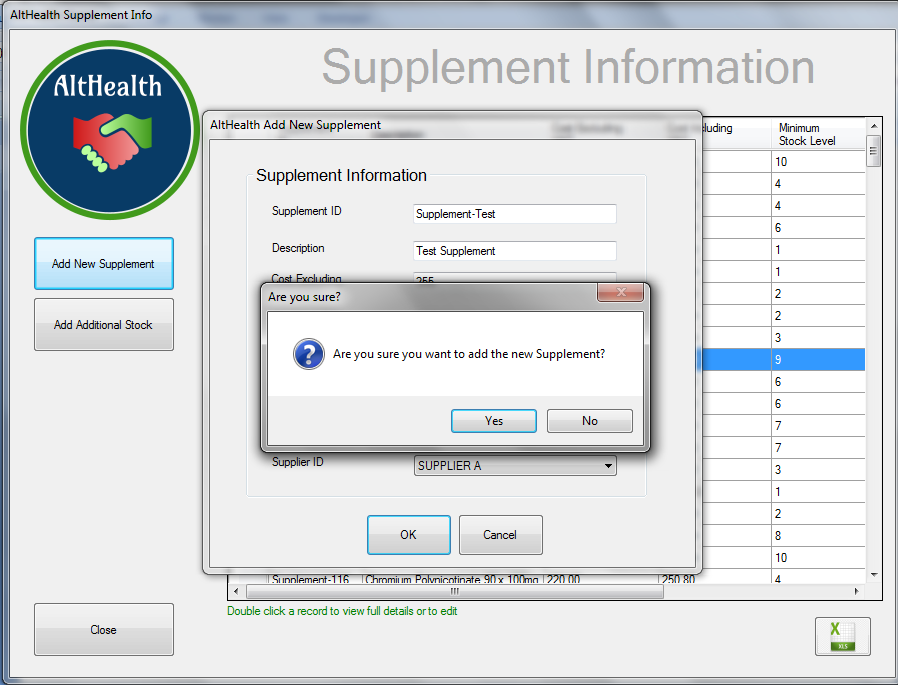 AltHealth Supplement Info
AltHealth
Supplement Information
AltHealth Add New Supplement
Minimum
Stock Level
10
4
4
6
1
1
2
2
3
9
6
6
7
7
3
1
2
8
10
4
Supplement Information
Supplement ID
Supplement-Test
Description
Test Supplement
Cost Excluding
255
Are you sure?
Are you sure you want to add the new Supplement?
Yes
No
Supplier ID
SUPPLIER A
OK
Cancel
Add New Supplement
Add Additional Stock
Supplement-116 Chromium Polynicotinate 90 x 100mg 220.00 250.80
Double click a record to view full details or to edit
Close
X
XLS